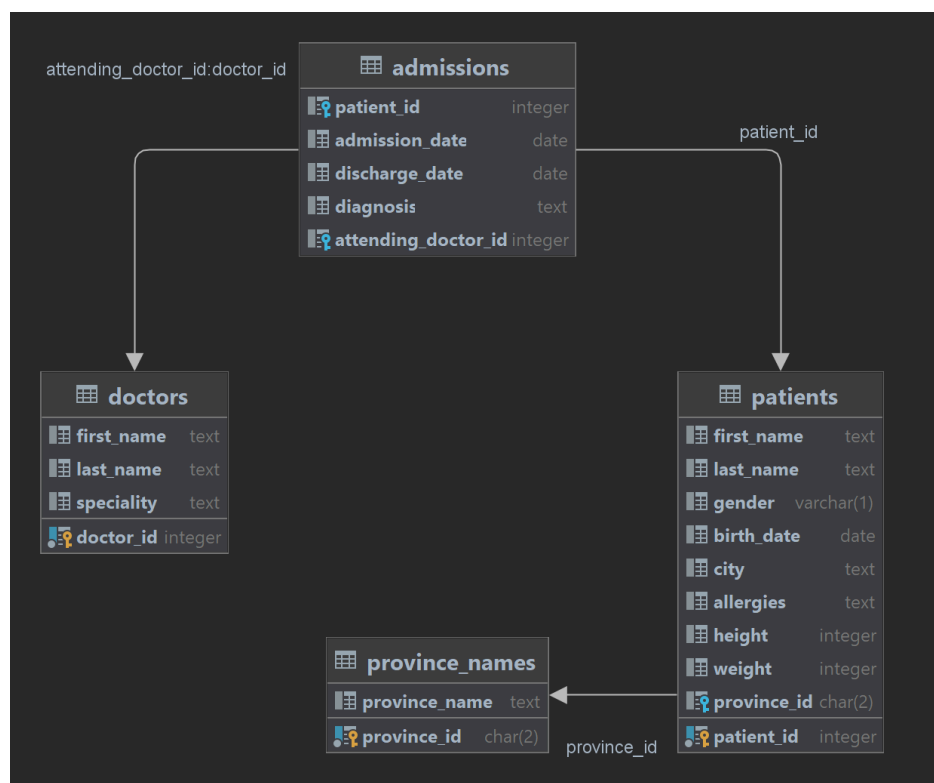 attending_doctor_id:doctor_id
admissions
patient_id integer
admission_date date
discharge_date date
diagnosis text
attending_doctor_id integer
patient_id
doctors
first_name text
last_name text
speciality text
doctor_id integer
patients
first_name text
last_name text
gender varchar(1)
birth_date date
city text
allergies text
height integer
weight integer
province_id char(2)
patient_id integer
province_names
province_name text
province_id char(2)
province_id